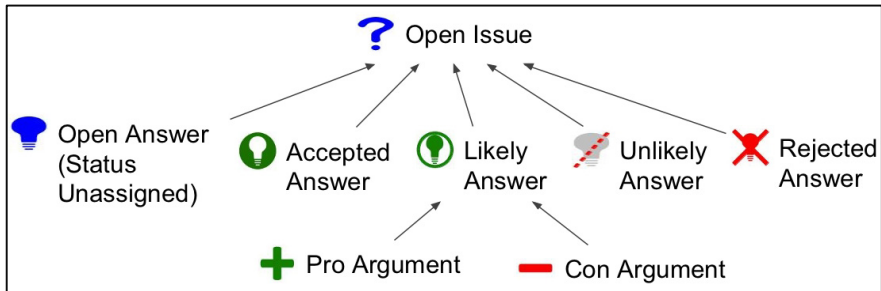 ? Open Issue
Open Answer
(Status
Unassigned)
Accepted
Answer
Likely
Answer
Unlikely
Answer
Rejected
Answer
Pro Argument
Con Argument